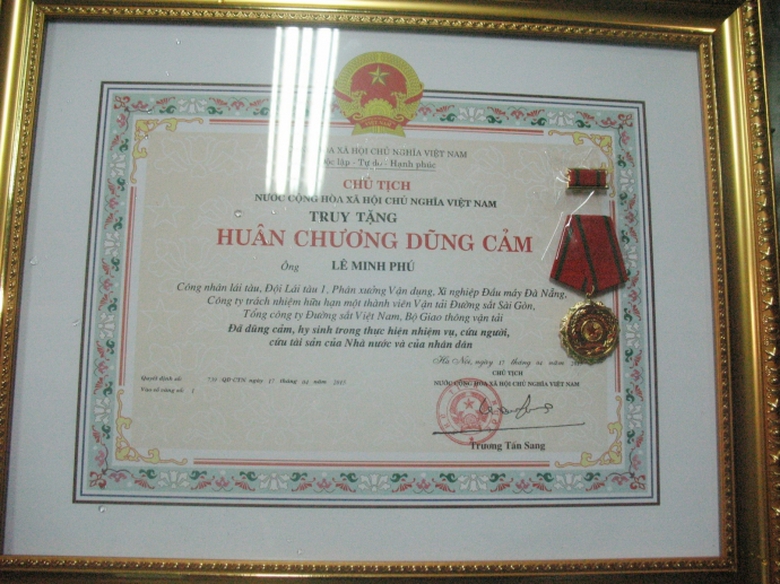 CỘNG HÒA XÃ HỘI CHỦ NGHĨA VIỆT NAM
Độc lập - Tự do - Hạnh phúc
CHỦ TỊCH
NƯỚC CỘNG HÒA XÃ HỘI CHỦ NGHĨA VIỆT NAM
TRUY TẶNG
HUÂN CHƯƠNG DŨNG CẢM
Ông LÊ MINH PHÚ
Công nhân lái tàu, Đội Lái tàu 1, Phân xưởng Vận dung, Xí nghiệp Đầu máy Đà Nẵng,
Công ty trách nhiệm hữu hạn một thành viên Vận tải Đường sắt Sài Gòn,
Tổng công ty Đường sắt Việt Nam, Bộ Giao thông vận tải
Đã dũng cảm, hy sinh trong thực hiện nhiệm vụ, cứu người,
cứu tài sản của Nhà nước và của nhân dân
Hà Nội, ngày 17 tháng 04 năm
CHỦ TỊCH
NƯỚC CỘNG HÒA XÃ HỘI CHỦ NGHĨA VIỆT NAM
Quyết định số: /QĐ-CTN ngày 17 tháng 04 năm
Vào sổ vàng số:
Trương Tấn Sang